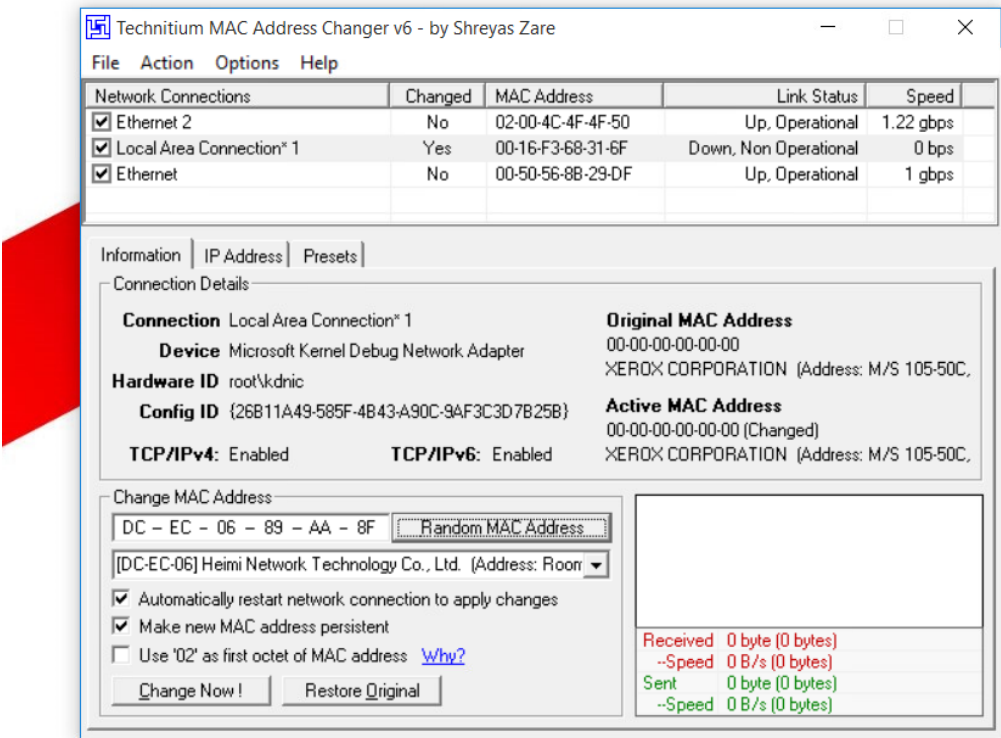 Technitium MAC Address Changer v6 - by Shreyas Zare
File Action Options Help
Network Connections Changed MAC Address Link Status Speed
Ethernet 2 No 02-00-4C-4F-4F-50 Up, Operational 1.22 gbps
Local Area Connection* 1 Yes 00-16-F3-68-31-6F Down, Non Operational 0 bps
Ethernet No 00-50-56-8B-29-DF Up, Operational 1 gbps
Information IP Address Presets
Connection Details
Connection Local Area Connection* 1
Device Microsoft Kernel Debug Network Adapter
Hardware ID root\kdnic
Config ID {26B11A49-585F-4B43-A90C-9AF3C3D7B25B}
TCP/IPv4: Enabled TCP/IPv6: Enabled
Original MAC Address
00-00-00-00-00-00
XEROX CORPORATION (Address: M/S 105-50C,
Active MAC Address
00-00-00-00-00-00 (Changed)
XEROX CORPORATION (Address: M/S 105-50C,
Change MAC Address
DC – EC – 06 – 89 – AA – 8F Random MAC Address
[DC-EC-06] Heimi Network Technology Co., Ltd. (Address: Room
Automatically restart network connection to apply changes
Make new MAC address persistent
Use '02' as first octet of MAC address Why?
Change Now ! Restore Original
Received 0 byte (0 bytes)
--Speed 0 B/s (0 bytes)
Sent 0 byte (0 bytes)
--Speed 0 B/s (0 bytes)